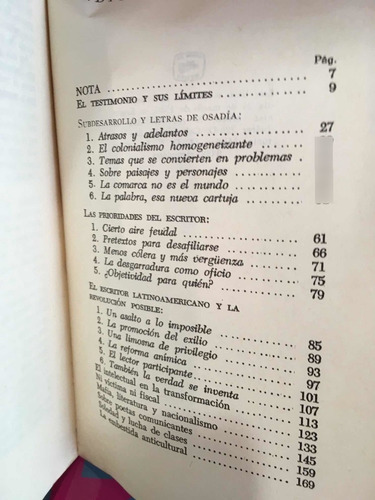 Pág.
NOTA ........ 7
EL TESTIMONIO Y SUS LÍMITES ........ 9
SUBDESARROLLO Y LETRAS DE OSADÍA:
1. Atrasos y adelantos ........ 27
2. El colonialismo homogeneizante ........
3. Temas que se convierten en problemas .
4. Sobre paisajes y personajes ........
5. La comarca no es el mundo ........
6. La palabra, esa nueva cartuja ........
LAS PRIORIDADES DEL ESCRITOR:
1. Cierto aire feudal ........ 61
2. Pretextos para desafiliarse ........ 66
3. Menos cólera y más vergüenza ........ 71
4. La desgarradura como oficio ........ 75
5. ¿Objetividad para quién? ........ 79
EL ESCRITOR LATINOAMERICANO Y LA
REVOLUCIÓN POSIBLE:
1. Un asalto a lo imposible ........ 85
2. La promoción del exilio ........ 89
3. Una limosna de privilegio ........ 93
4. La reforma anímica ........ 97
5. El lector participante ........ 101
6. También la verdad se inventa ........ 107
El intelectual en la transformación ........ 113
Ni víctima ni fiscal ........ 123
Mafia, literatura y nacionalismo ........ 133
Sobre poetas comunicantes ........ 145
Soledad y lucha de clases ........ 159
La embestida anticultural ........ 169